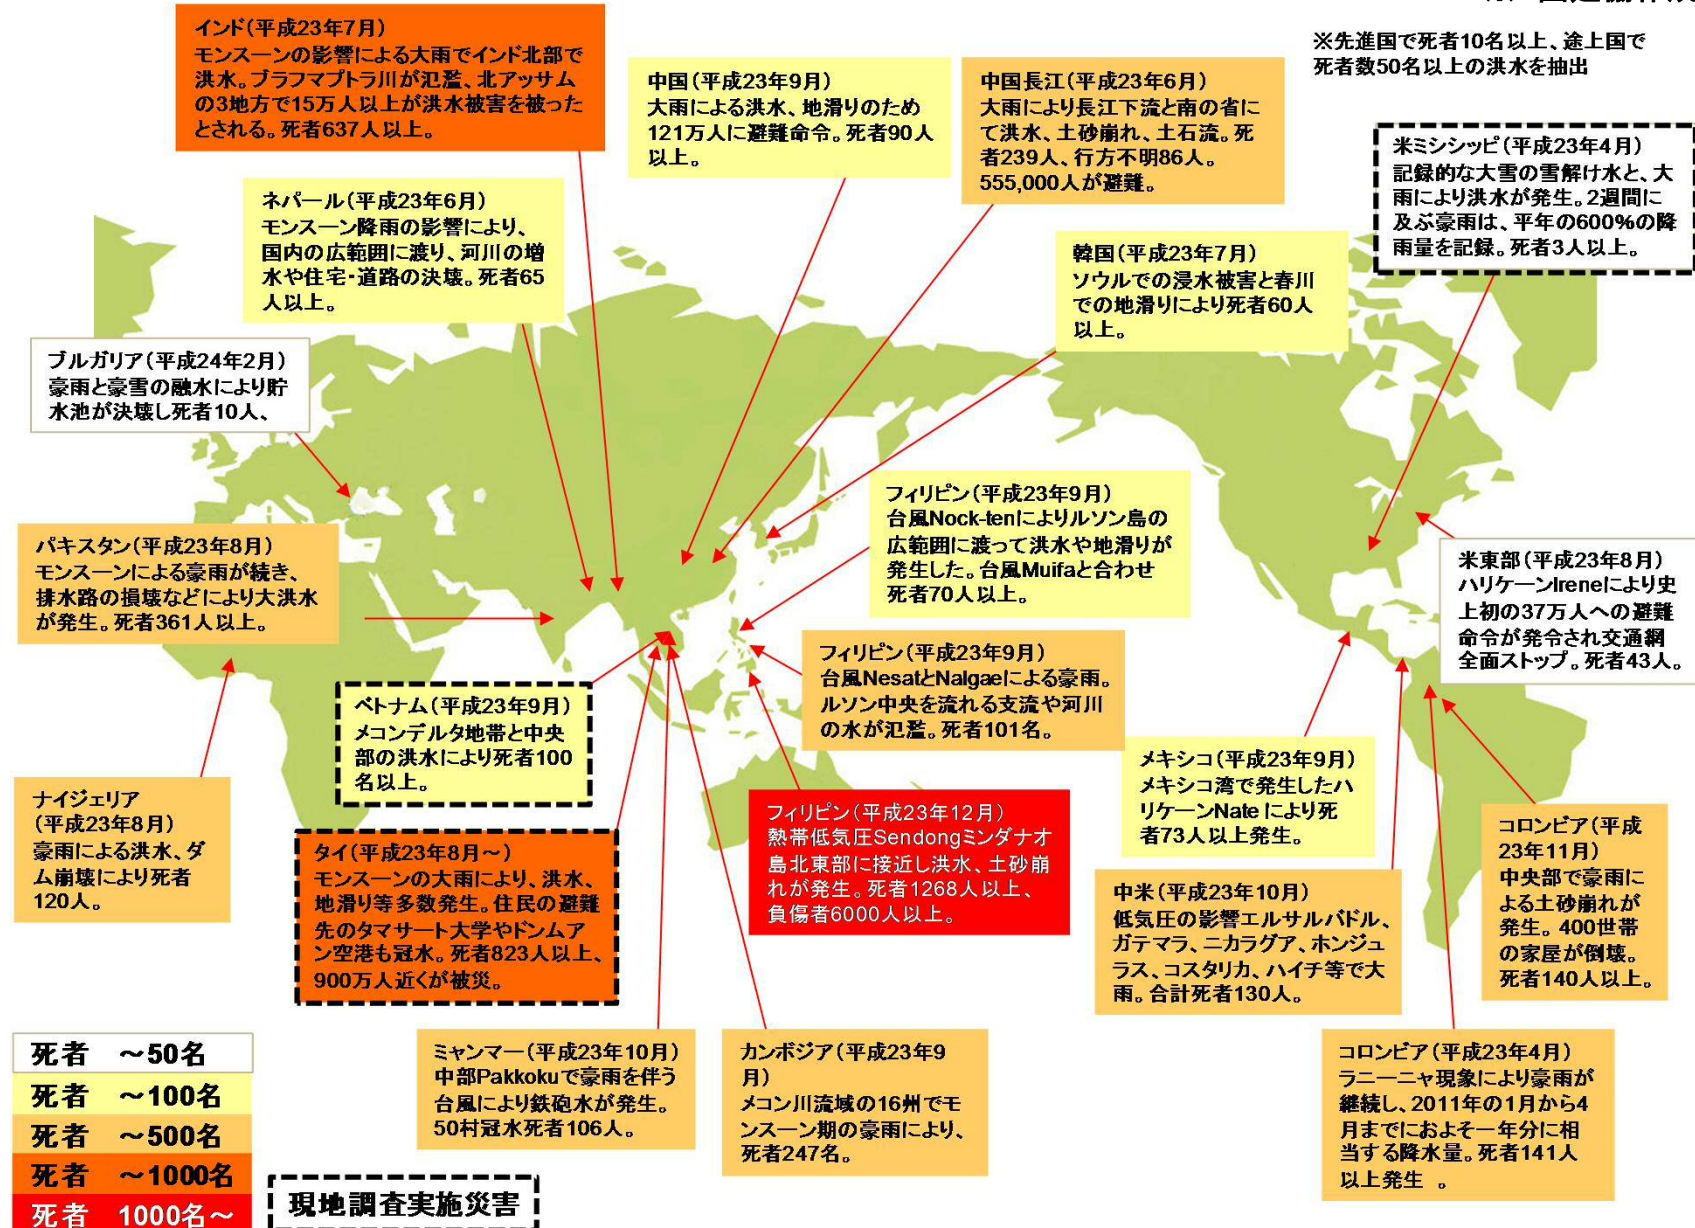 ※先進国で死者10名以上、途上国で
死者数50名以上の洪水を抽出
インド(平成23年7月)
モンスーンの影響による大雨でインド北部で
洪水。ブラフマプトラ川が氾濫、北アッサム
の3地方で15万人以上が洪水被害を被った
とされる。死者637人以上。
中国(平成23年9月)
大雨による洪水、地滑りのため
121万人に避難命令。死者90人
以上。
中国長江(平成23年6月)
大雨により長江下流と南の省に
て洪水、土砂崩れ、土石流。死
者239人、行方不明86人。
555,000人が避難。
米ミシシッピ(平成23年4月)
記録的な大雪の雪解け水と、大
雨により洪水が発生。2週間に
及ぶ豪雨は、平年の600%の降
雨量を記録。死者3人以上。
ネパール(平成23年6月)
モンスーン降雨の影響により、
国内の広範囲に渡り、河川の増
水や住宅・道路の決壊。死者65
人以上。
韓国(平成23年7月)
ソウルでの浸水被害と春川
での地滑りにより死者60人
以上。
ブルガリア(平成24年2月)
豪雨と豪雪の融水により貯
水池が決壊し死者10人、
フィリピン(平成23年9月)
台風Nock-tenによりルソン島の
広範囲に渡って洪水や地滑りが
発生した。台風Muifaと合わせ
死者70人以上。
パキスタン(平成23年8月)
モンスーンによる豪雨が続き、
排水路の損壊などにより大洪水
が発生。死者361人以上。
米東部(平成23年8月)
ハリケーンIreneにより史
上初の37万人への避難
命令が発令され交通網
全面ストップ。死者43人。
フィリピン(平成23年9月)
台風NesatとNalgaeによる豪雨。
ルソン中央を流れる支流や河川
の水が氾濫。死者101名。
ベトナム(平成23年9月)
メコンデルタ地帯と中央
部の洪水により死者100
名以上。
メキシコ(平成23年9月)
メキシコ湾で発生したハ
リケーンNate により死
者73人以上発生。
ナイジェリア
(平成23年8月)
豪雨による洪水、ダ
ム崩壊により死者
120人。
フィリピン(平成23年12月)
熱帯低気圧Sendongミンダナオ
島北東部に接近し洪水、土砂崩
れが発生。死者1268人以上、
負傷者6000人以上。
コロンビア(平成
23年11月)
中央部で豪雨に
よる土砂崩れが
発生。400世帯
の家屋が倒壊。
死者140人以上。
タイ(平成23年8月~)
モンスーンの大雨により、洪水、
地滑り等多数発生。住民の避難
先のタマサート大学やドンムア
ン空港も冠水。死者823人以上、
900万人近くが被災。
中米(平成23年10月)
低気圧の影響エルサルバドル、
ガテマラ、ニカラグア、ホンジュ
ラス、コスタリカ、ハイチ等で大
雨。合計死者130人。
ミャンマー(平成23年10月)
中部Pakkokuで豪雨を伴う
台風により鉄砲水が発生。
50村冠水死者106人。
カンボジア(平成23年9
月)
メコン川流域の16州でモ
ンスーン期の豪雨により、
死者247名。
コロンビア(平成23年4月)
ラニーニャ現象により豪雨が
継続し、2011年の1月から4
月までにおよそ一年分に相
当する降水量。死者141人
以上発生 。
死者 ~50名
死者 ~100名
死者 ~500名
死者 ~1000名
死者 1000名~
現地調査実施災害